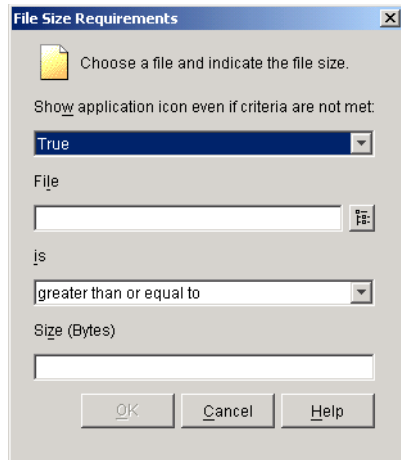 File Size Requirements
Choose a file and indicate the file size.
Show application icon even if criteria are not met:
True
File
is
greater than or equal to
Size (Bytes)
OK Cancel Help